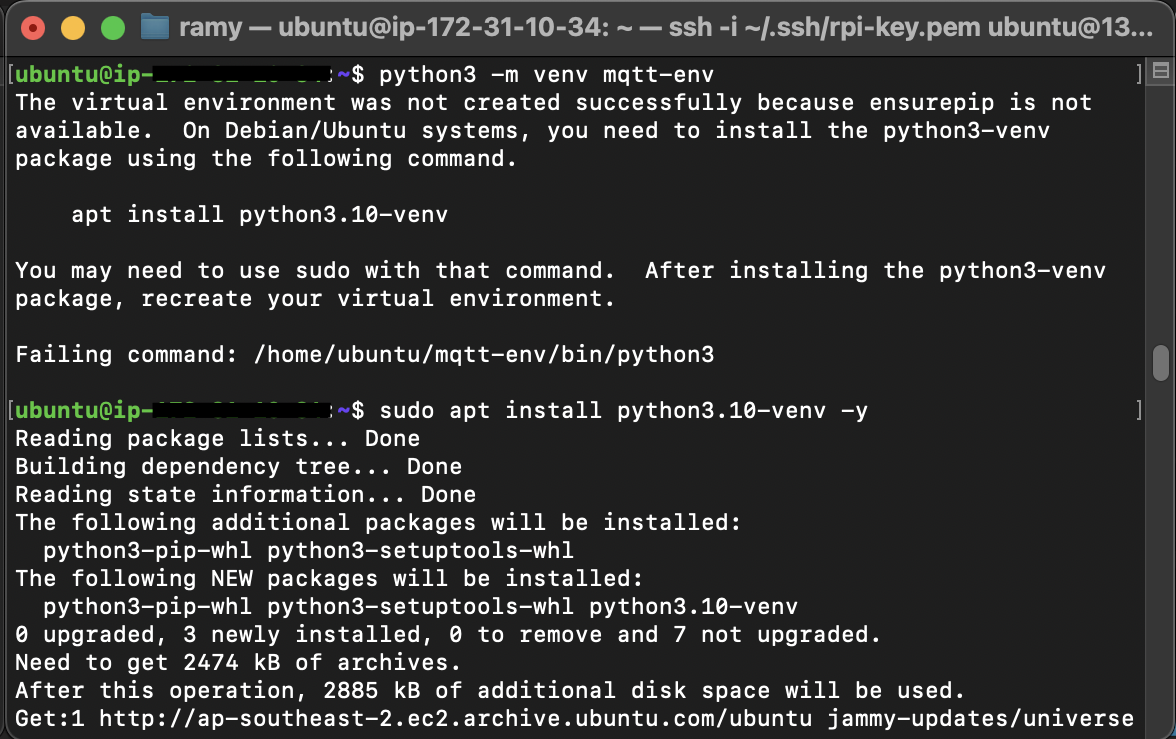 ramy — ubuntu@ip-172-31-10-34: ~ — ssh -i ~/.ssh/rpi-key.pem ubuntu@13...
[ubuntu@ip-:~$ python3 -m venv mqtt-env ]
The virtual environment was not created successfully because ensurepip is not
available.  On Debian/Ubuntu systems, you need to install the python3-venv
package using the following command.

    apt install python3.10-venv

You may need to use sudo with that command.  After installing the python3-venv
package, recreate your virtual environment.

Failing command: /home/ubuntu/mqtt-env/bin/python3

[ubuntu@ip-:~$ sudo apt install python3.10-venv -y ]
Reading package lists... Done
Building dependency tree... Done
Reading state information... Done
The following additional packages will be installed:
  python3-pip-whl python3-setuptools-whl
The following NEW packages will be installed:
  python3-pip-whl python3-setuptools-whl python3.10-venv
0 upgraded, 3 newly installed, 0 to remove and 7 not upgraded.
Need to get 2474 kB of archives.
After this operation, 2885 kB of additional disk space will be used.
Get:1 http://ap-southeast-2.ec2.archive.ubuntu.com/ubuntu jammy-updates/universe